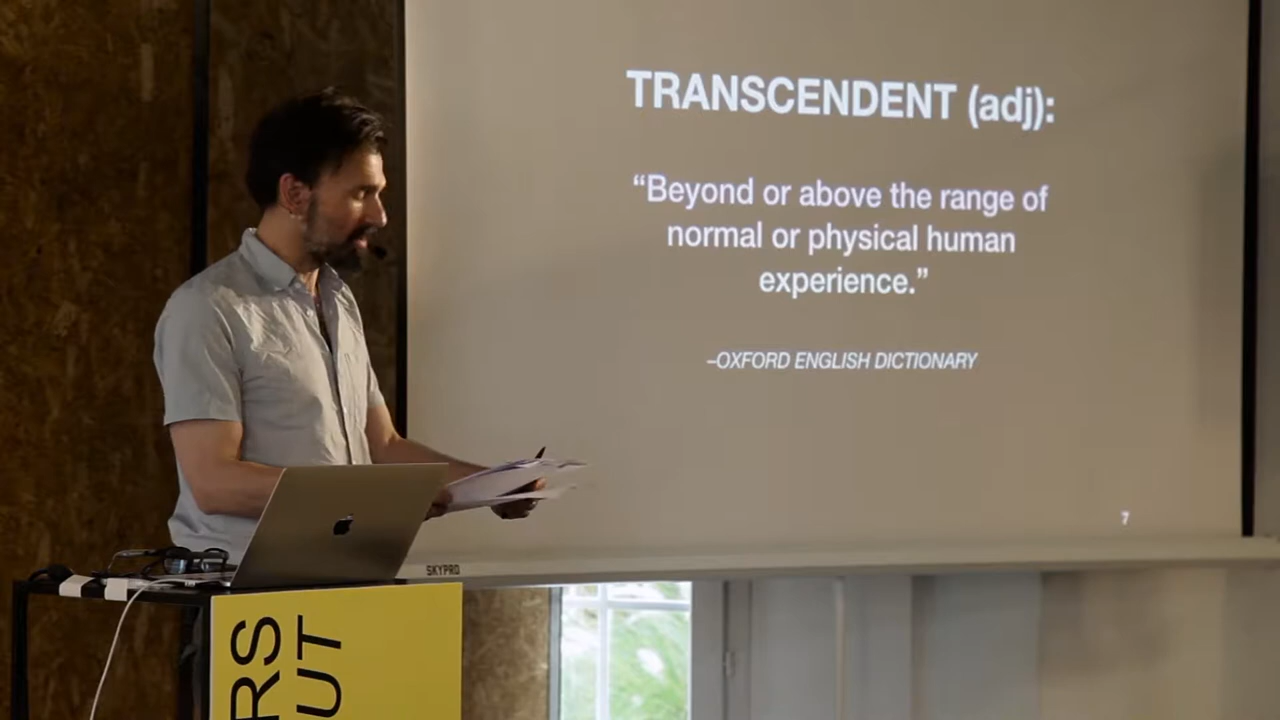 TRANSCENDENT (adj):
“Beyond or above the range of
normal or physical human
experience.”
–OXFORD ENGLISH DICTIONARY
7
SKYPRO
RS
UT